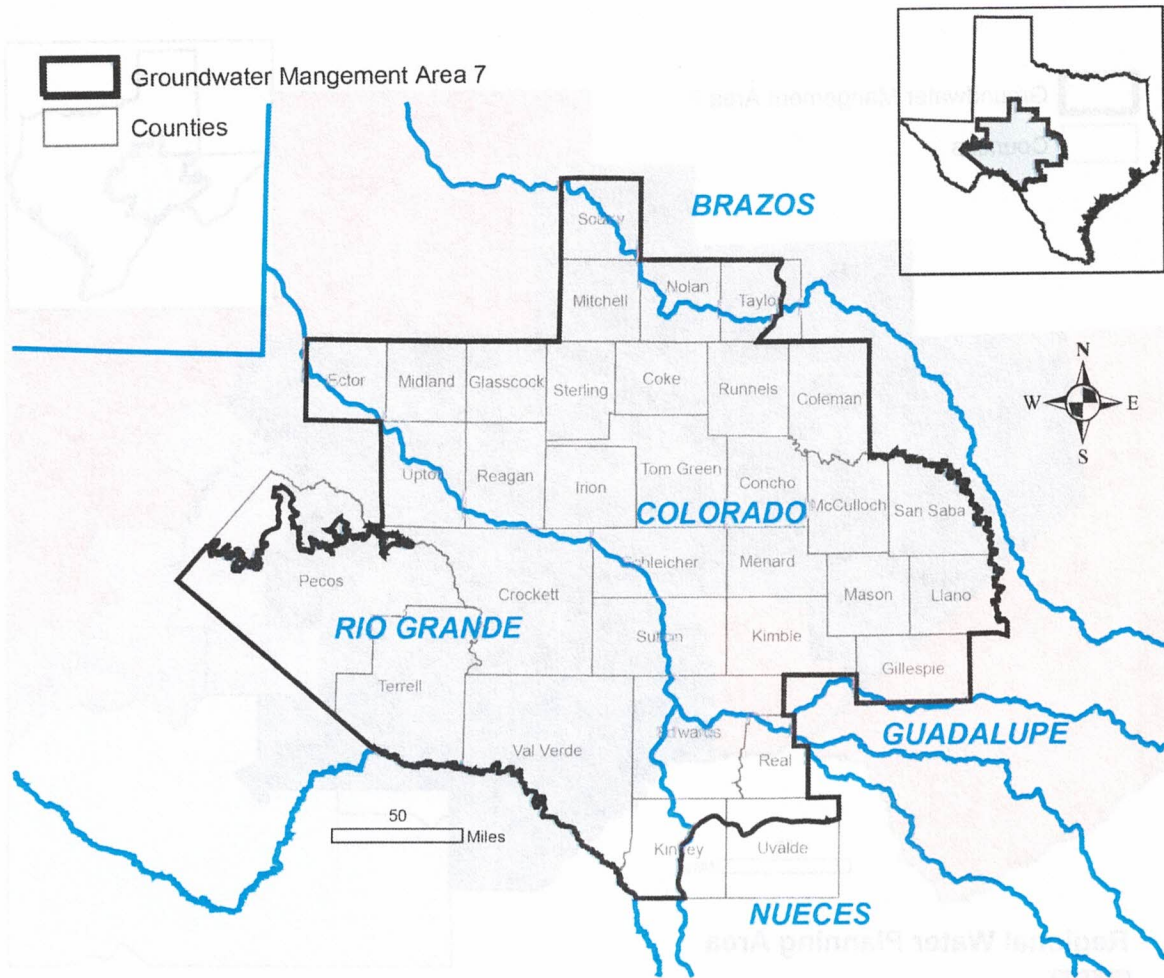 Groundwater Mangement Area 7
Counties
BRAZOS
Scurry
Mitchell
Nolan
Taylo
N
W
E
S
Ector
Midland
Glasscock
Sterling
Coke
Runnels
Coleman
Upton
Reagan
Irion
Tom Green
Concho
McCulloch
San Saba
COLORADO
Pecos
Crockett
Schleicher
Menard
Mason
Llano
RIO GRANDE
Sutton
Kimble
Gillespie
Terrell
Val Verde
Edwards
Real
GUADALUPE
50
Miles
Kinney
Uvalde
NUECES